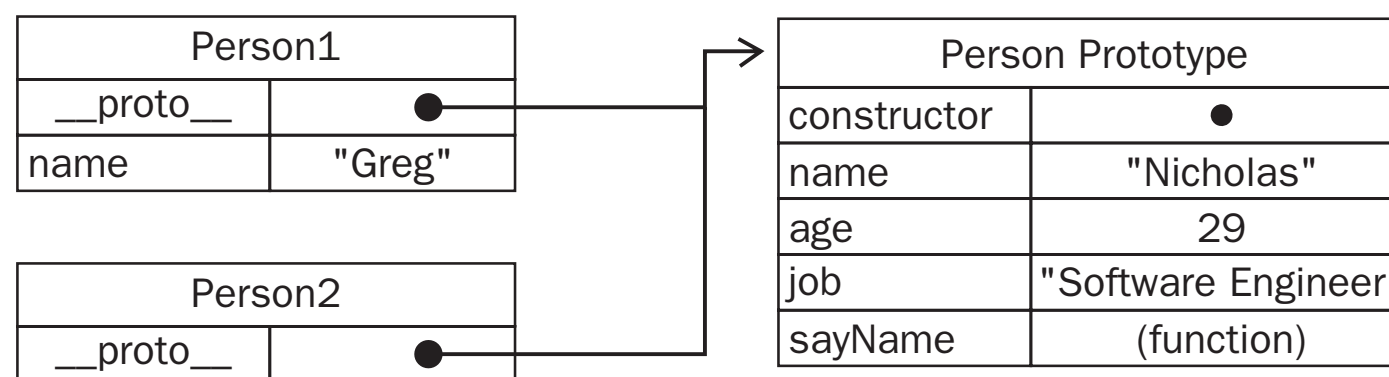 Person1
__proto__
name "Greg"
Person2
__proto__
Person Prototype
constructor
name "Nicholas"
age 29
job "Software Engineer
sayName (function)